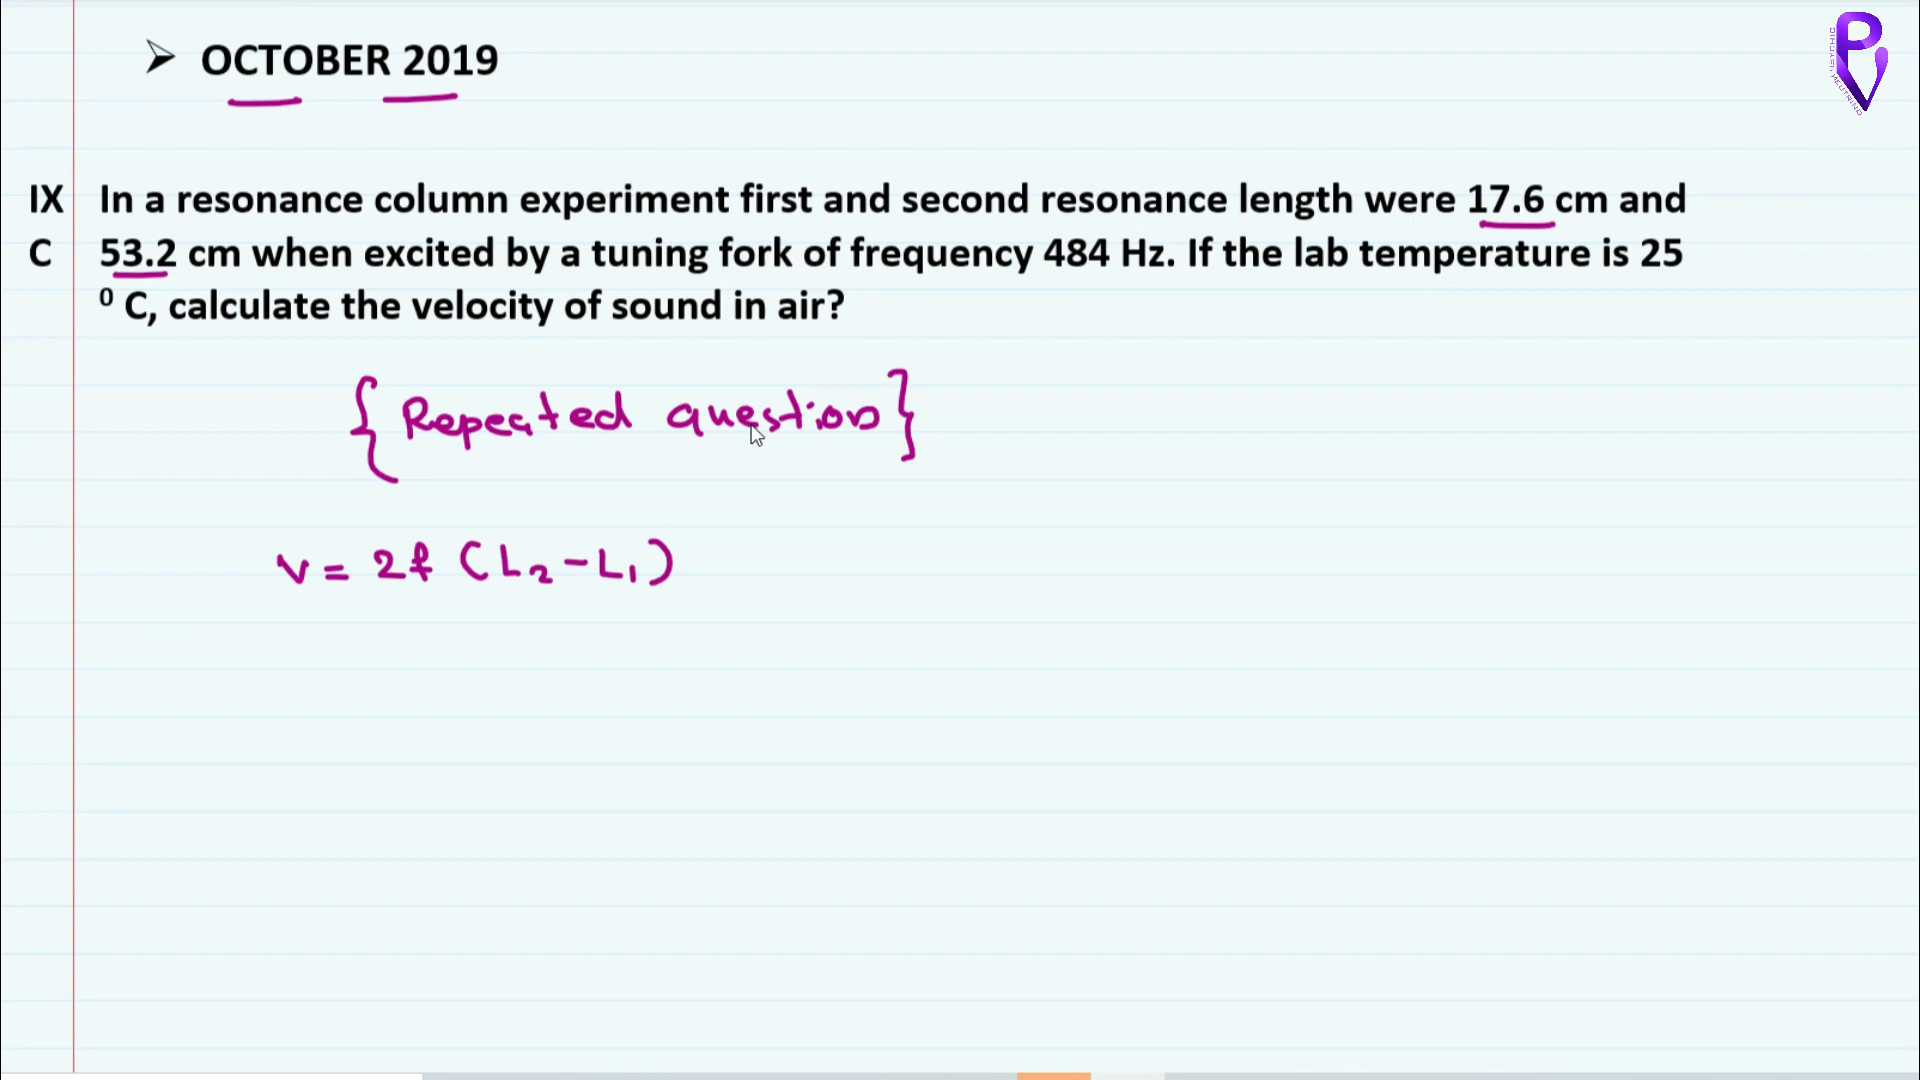 ➢ OCTOBER 2019
IX In a resonance column experiment first and second resonance length were 17.6 cm and
C 53.2 cm when excited by a tuning fork of frequency 484 Hz. If the lab temperature is 25
⁰ C, calculate the velocity of sound in air?
{Repeated question}
v = 2f (L₂-L₁)